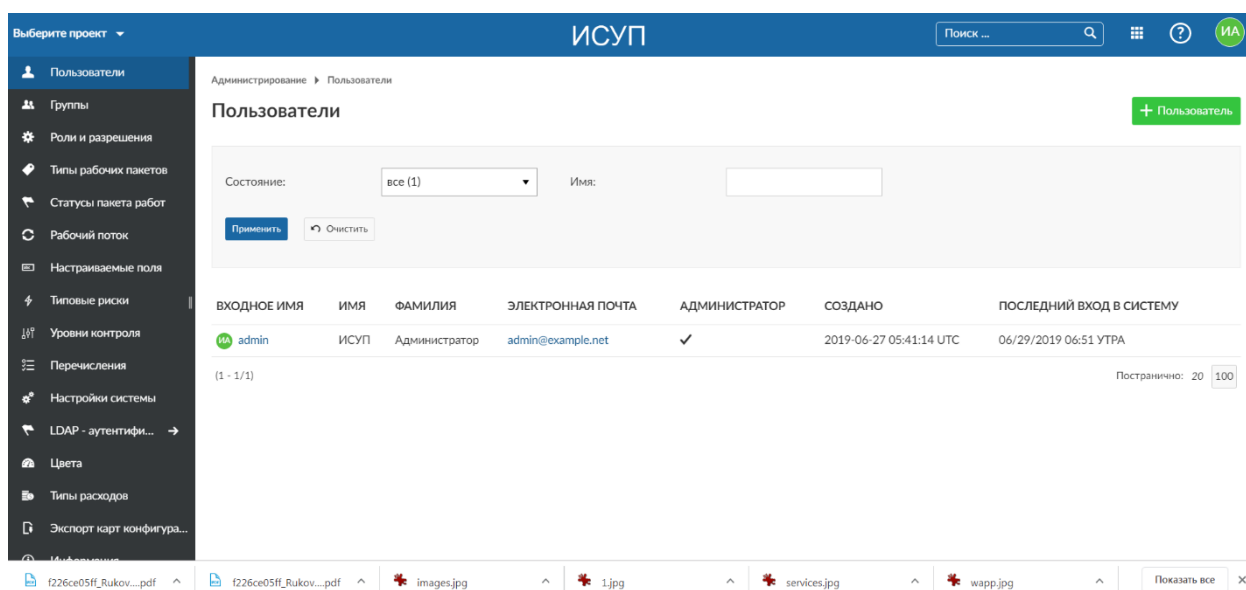 Выберите проект
ИСУП
Поиск ...
ИА
Пользователи
Группы
Роли и разрешения
Типы рабочих пакетов
Статусы пакета работ
Рабочий поток
Настраиваемые поля
Типовые риски
Уровни контроля
Перечисления
Настройки системы
LDAP - аутентифи...
Цвета
Типы расходов
Экспорт карт конфигура...
Администрирование Пользователи
Пользователи
+ Пользователь
Состояние: все (1) Имя:
Применить Очистить
ВХОДНОЕ ИМЯ ИМЯ ФАМИЛИЯ ЭЛЕКТРОННАЯ ПОЧТА АДМИНИСТРАТОР СОЗДАНО ПОСЛЕДНИЙ ВХОД В СИСТЕМУ
ИА admin ИСУП Администратор admin@example.net ✓ 2019-06-27 05:41:14 UTC 06/29/2019 06:51 УТРА
(1 - 1/1) Постранично: 20 100
f226ce05ff_Rukov....pdf f226ce05ff_Rukov....pdf images.jpg 1.jpg services.jpg wapp.jpg Показать все